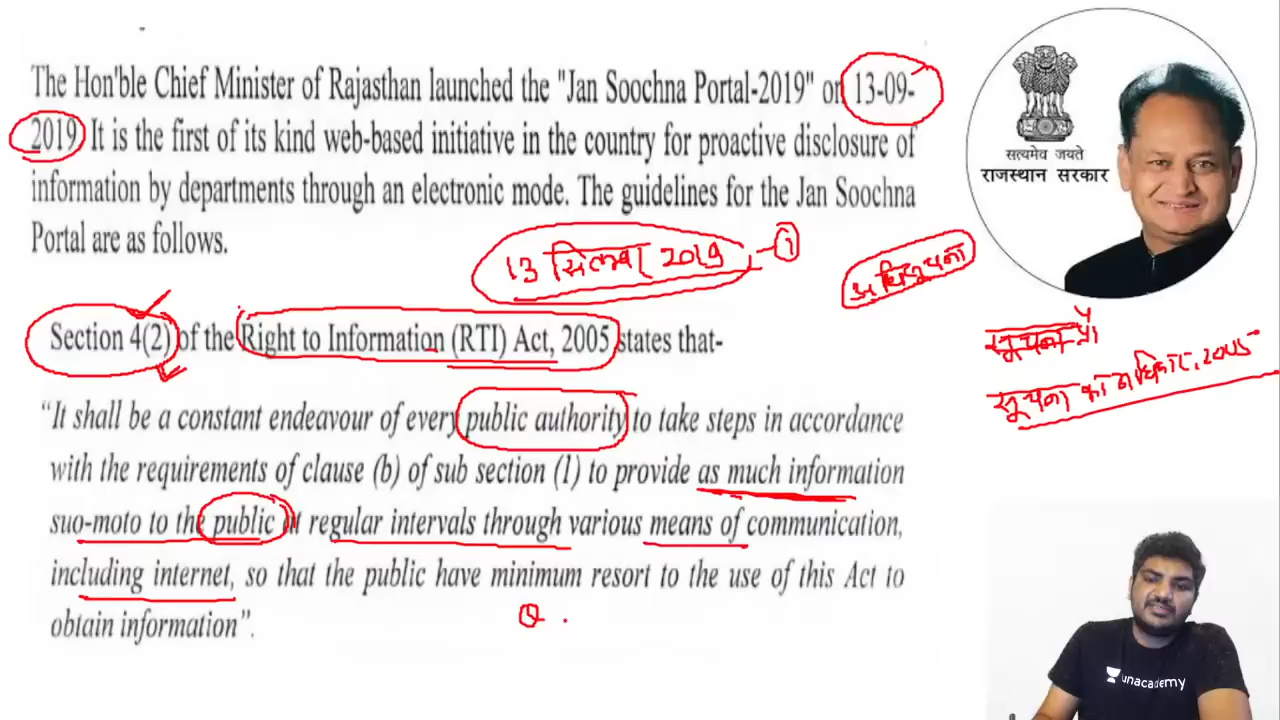 The Hon'ble Chief Minister of Rajasthan launched the "Jan Soochna Portal-2019" on 13-09-
2019 It is the first of its kind web-based initiative in the country for proactive disclosure of
information by departments through an electronic mode. The guidelines for the Jan Soochna
Portal are as follows.
सत्यमेव जयते
राजस्थान सरकार
13 सितम्बर 2019 - 1
अधिसूचना
Section 4(2) of the Right to Information (RTI) Act, 2005 states that-
सूचना
सूचना का अधिकार, 2005
"It shall be a constant endeavour of every public authority to take steps in accordance
with the requirements of clause (b) of sub section (1) to provide as much information
suo-moto to the public at regular intervals through various means of communication,
including internet, so that the public have minimum resort to the use of this Act to
obtain information".
Q.
unacademy